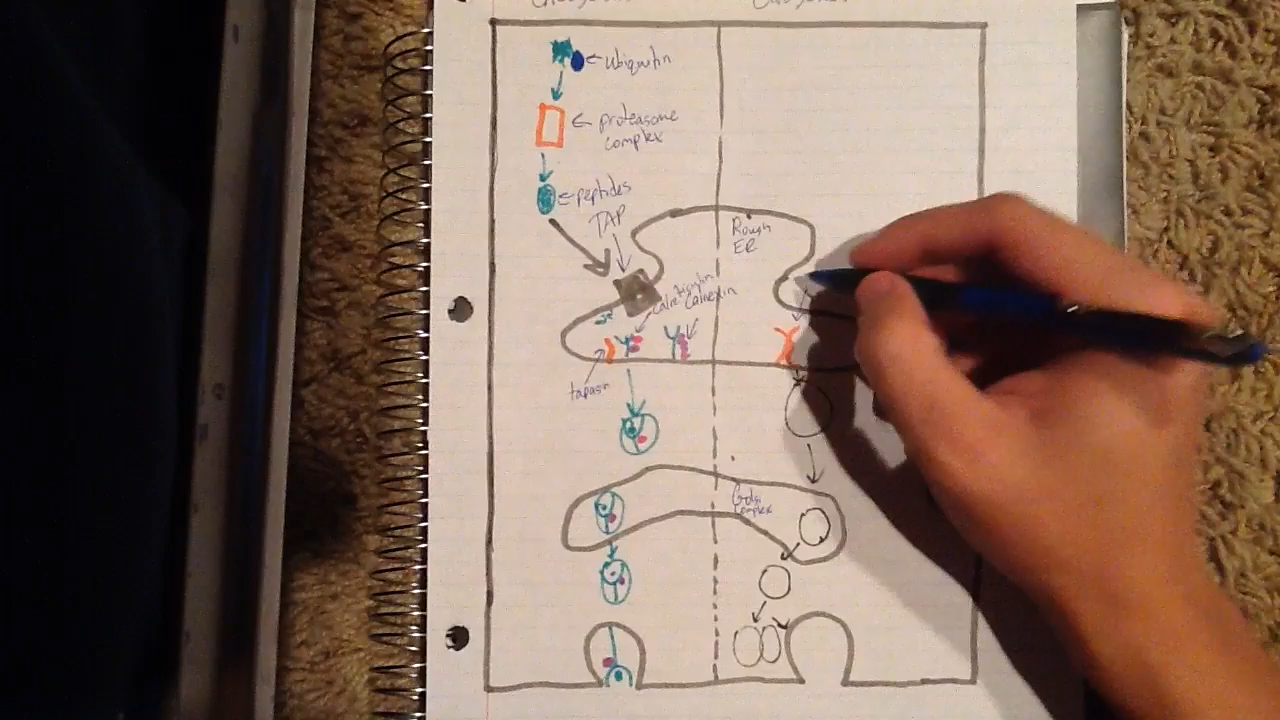 ubiquitin
proteasome
complex
peptides
TAP
Rough
ER
Calnexin
tapasin
Golgi
Complex